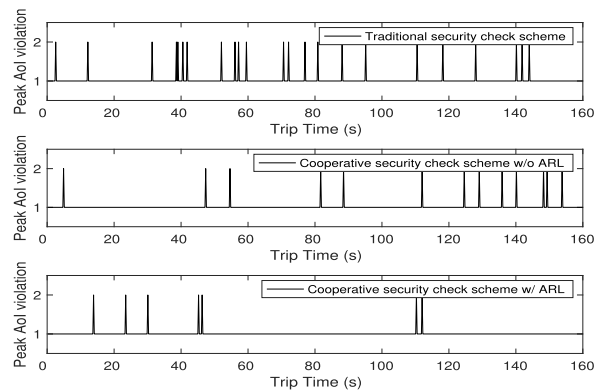 Peak AoI violation
2
1
Traditional security check scheme
0 20 40 60 80 100 120 140 160
Trip Time (s)
Peak AoI violation
2
1
Cooperative security check scheme w/o ARL
0 20 40 60 80 100 120 140 160
Trip Time (s)
Peak AoI violation
2
1
Cooperative security check scheme w/ ARL
0 20 40 60 80 100 120 140 160
Trip Time (s)